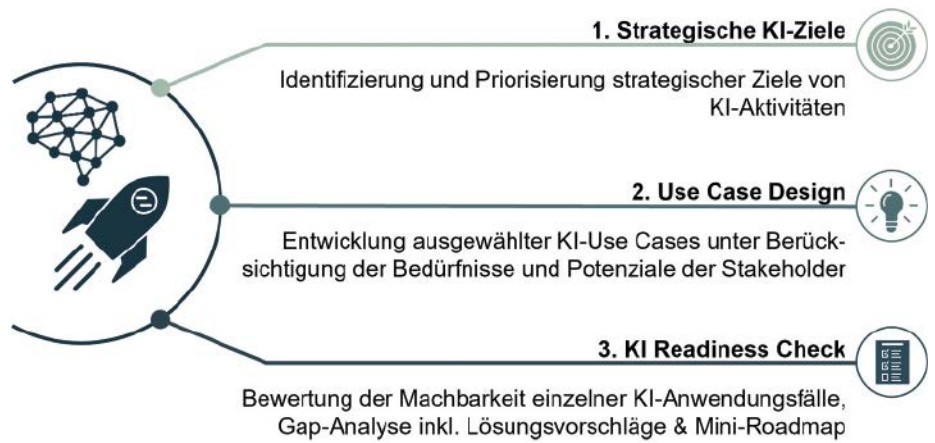 1. Strategische KI-Ziele
Identifizierung und Priorisierung strategischer Ziele von
KI-Aktivitäten
2. Use Case Design
Entwicklung ausgewählter KI-Use Cases unter Berück-
sichtigung der Bedürfnisse und Potenziale der Stakeholder
3. KI Readiness Check
Bewertung der Machbarkeit einzelner KI-Anwendungsfälle,
Gap-Analyse inkl. Lösungsvorschläge & Mini-Roadmap